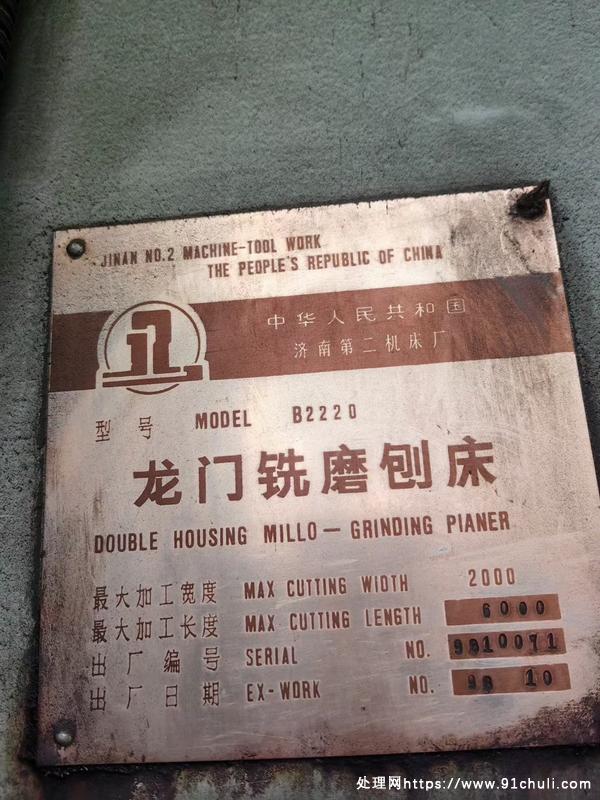 JINAN NO.2 MACHINE-TOOL WORK
THE PEOPLE'S REPUBLIC OF CHINA
中华人民共和国
济南第二机床厂
型号 MODEL B2220
龙门铣磨刨床
DOUBLE HOUSING MILLO—GRINDING PIANER
最大加工宽度 MAX CUTTING WIOTH 2000
最大加工长度 MAX CUTTING LENGTH 6000
出厂编号 SERIAL NO. 9810071
出厂日期 EX-WORK NO. 98 10
处理网https://www.91chuli.com